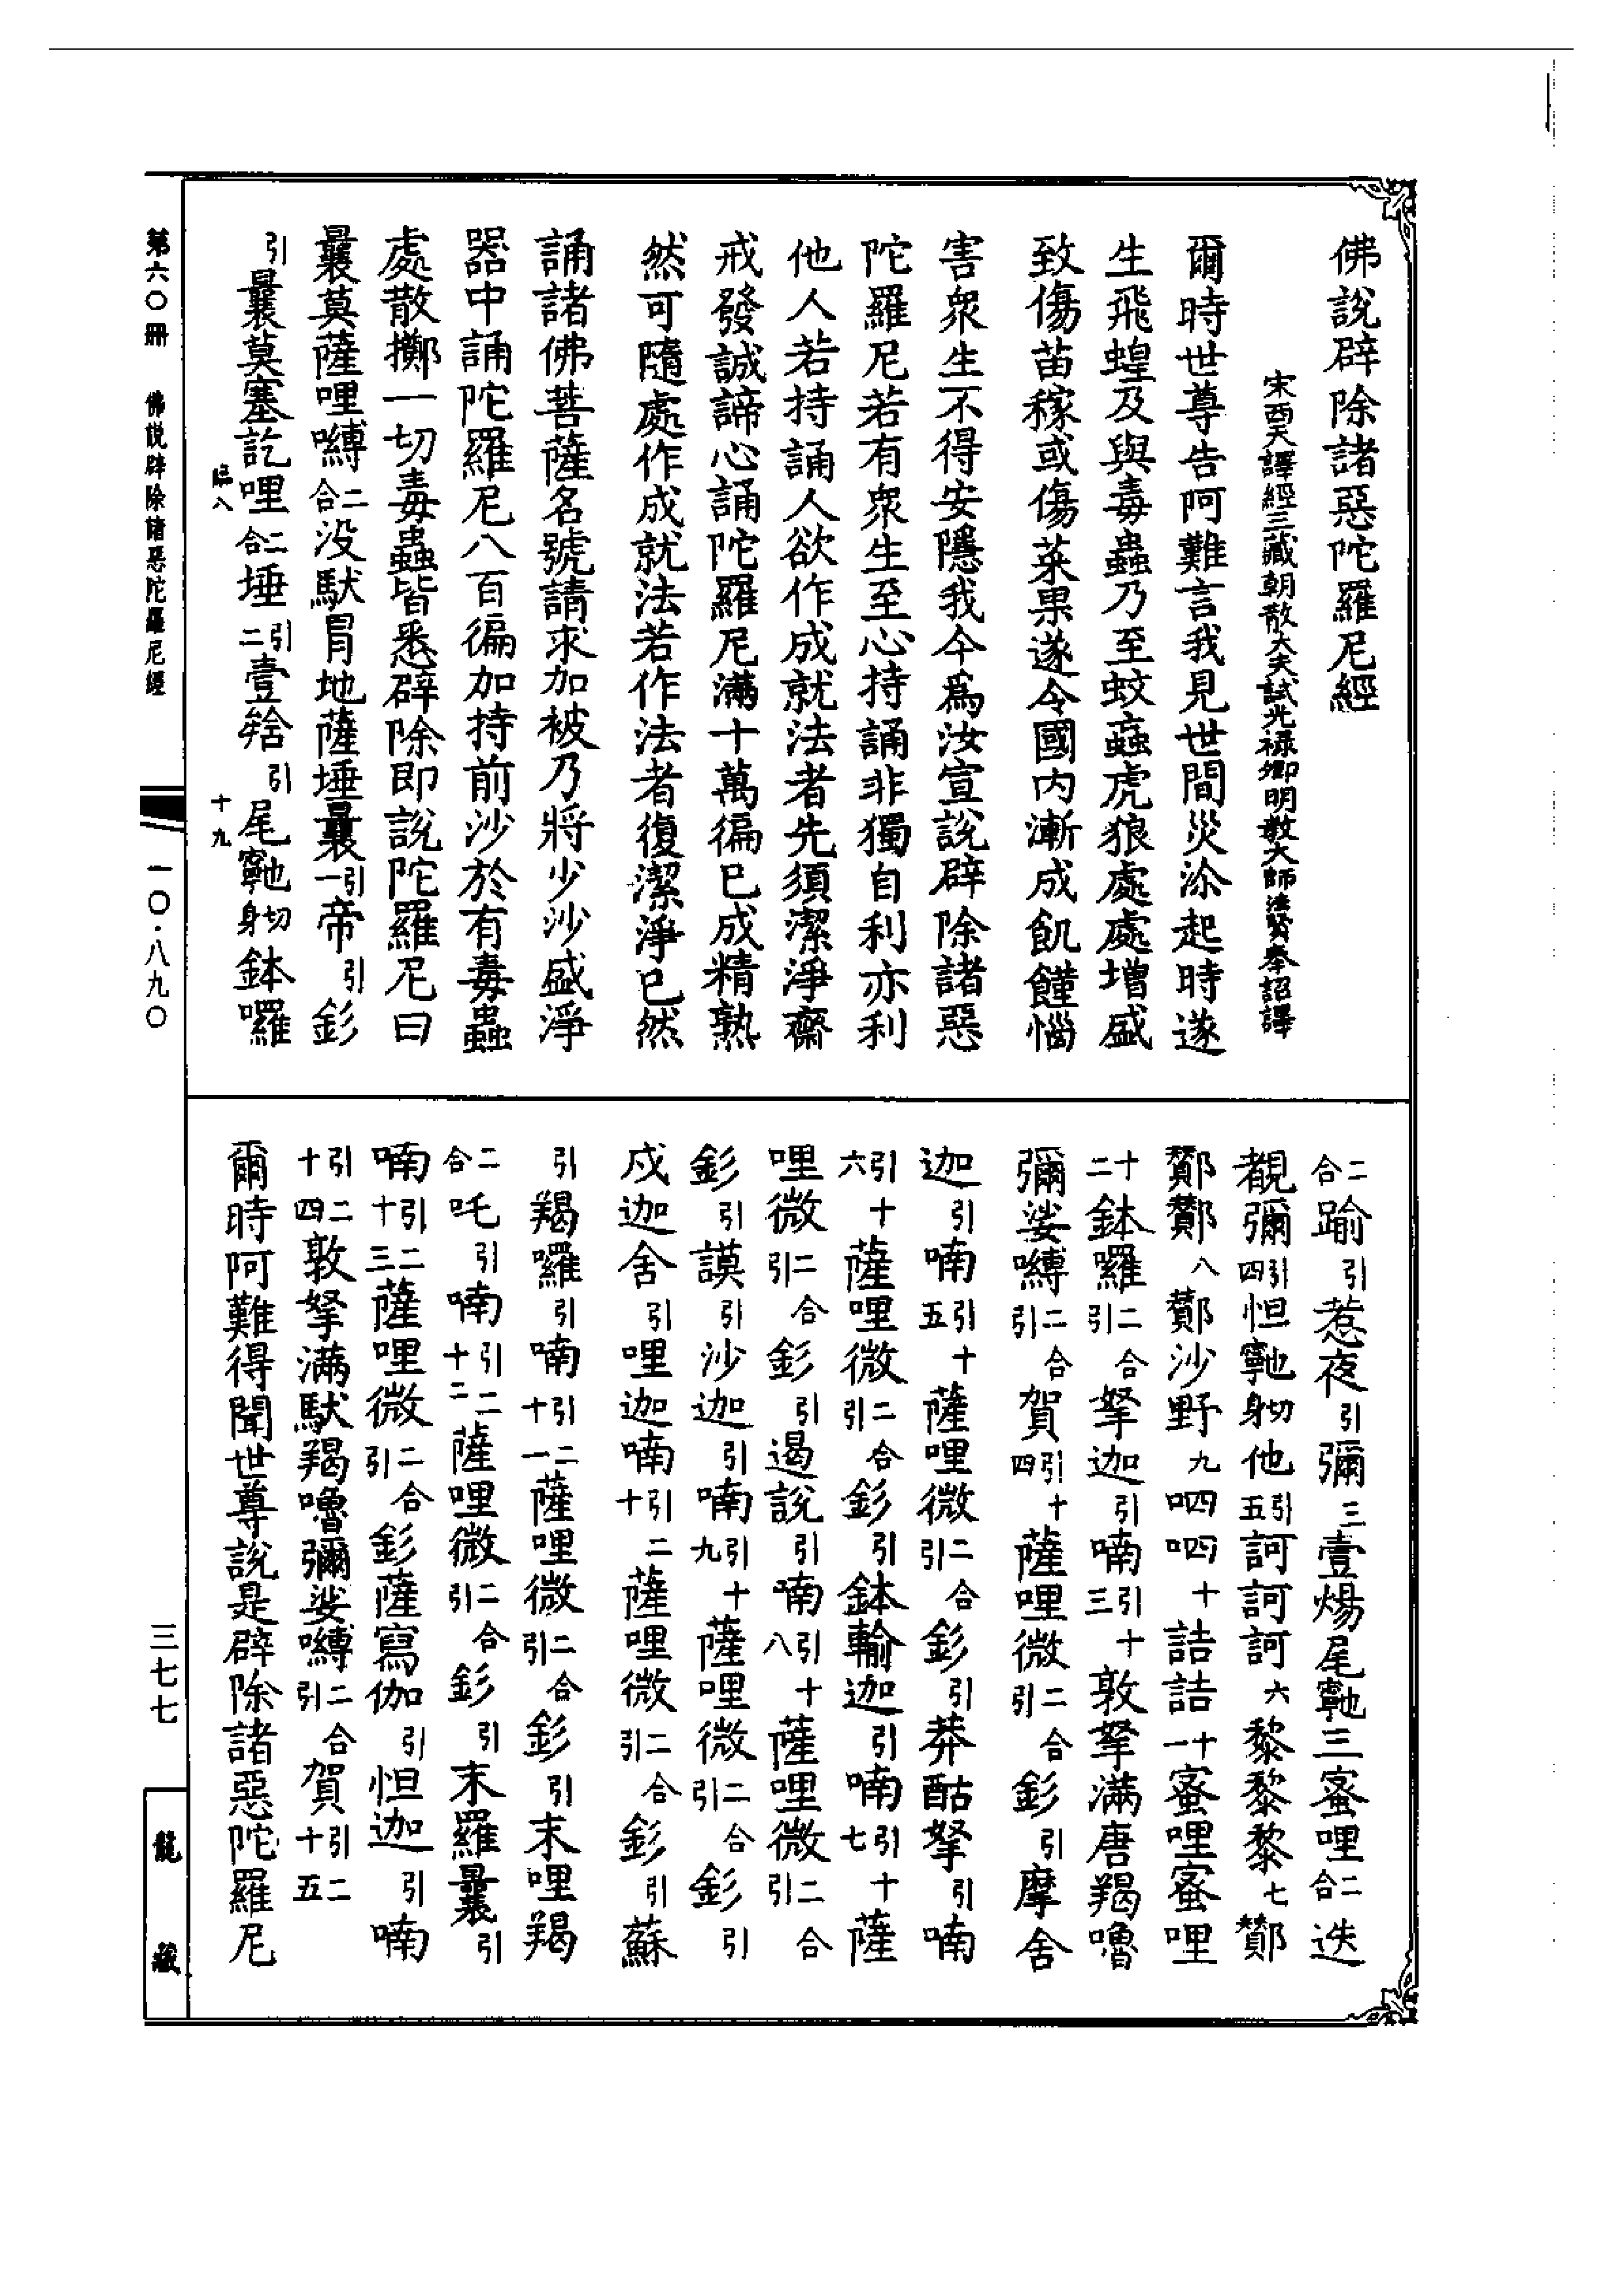 佛說辟除諸惡陀羅尼經
宋西天譯經三藏朝散大夫試光祿卿明教大師法賢奉詔譯
爾時世尊告阿難言我見世間災沴起時遂
生飛蝗及與毒蟲乃至蚊蝱虎狼處處增盛
致傷苗稼或傷菜果遂令國內漸成飢饉惱
害衆生不得安隱我今為汝宣說辟除諸惡
陀羅尼若有衆生至心持誦非獨自利亦利
他人若持誦人欲作成就法者先須潔淨齋
戒發誠諦心誦陀羅尼滿十萬徧已成精熟
然可隨處作成就法若作法者復潔淨已然
誦諸佛菩薩名號請求加被乃將少沙盛淨
器中誦陀羅尼八百徧加持前沙於有毒蟲
處散擲一切毒蟲皆悉辟除即說陀羅尼曰
曩莫薩哩嚩二合没馱冐地薩埵曩引一帝引釤
引曩莫塞訖哩二合埵引二壹舍引尾𡫸也切身鉢囉
二合踰引惹夜引彌三壹煬尾𡫸三蜜哩二合迭
覩彌引四怛𡫸切身他引五訶訶訶六黎黎黎七酇
酇酇八酇沙野九呬呬十詰詰十一蜜哩蜜哩
十二鉢囉二合引拏迦引喃引十三敦拏滿唐羯嚕
彌娑嚩二合引賀引十四薩哩微二合引釤引摩舍
迦引喃引十五薩哩微二合引釤引莽酤拏引喃
引十六薩哩微二合引釤引鉢輸迦引喃引十七薩
哩微二合引釤引遏說引喃引十八薩哩微二合引
釤引謨引沙迦引喃引十九薩哩微二合引釤引
戍迦舍引哩迦喃引二十薩哩微二合引釤引蘇
引羯囉引喃引二十一薩哩微二合引釤引末哩羯
二合吒引喃引二十二薩哩微二合引釤引末羅曩引
喃引二十三薩哩微二合引釤薩寫伽引怛迦引喃
引二十四敦拏滿馱羯嚕彌娑嚩二合引賀引二十五
爾時阿難得聞世尊說是辟除諸惡陀羅尼
第六〇冊 佛說辟除諸惡陀羅尼經
一〇·八九〇
三七七
龍藏
臨八
十九